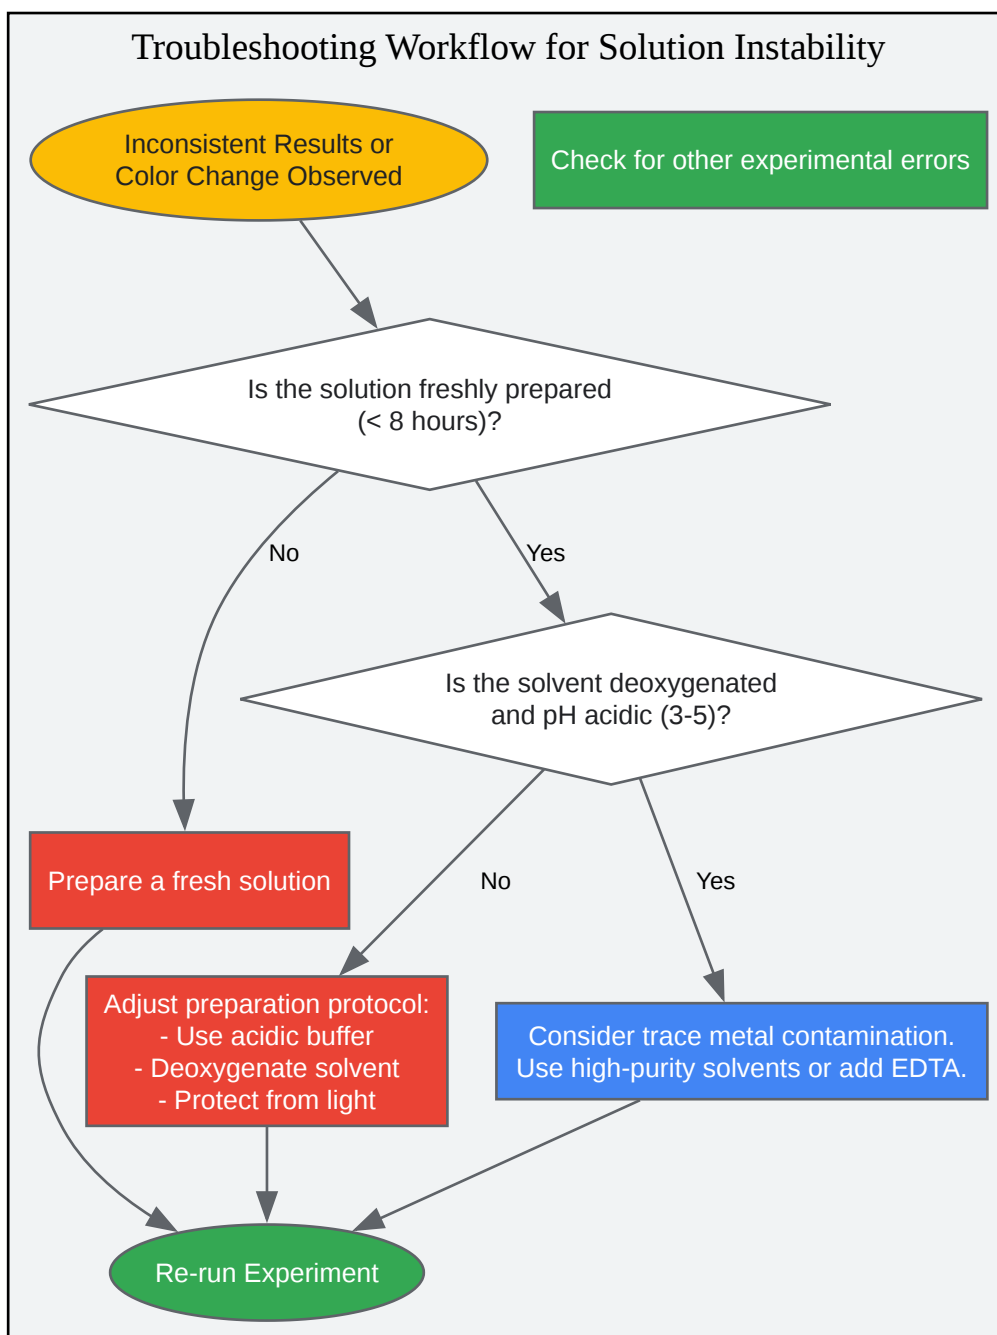 Troubleshooting Workflow for Solution Instability
Inconsistent Results or
Color Change Observed
Check for other experimental errors
Is the solution freshly prepared
(< 8 hours)?
No
Yes
Is the solvent deoxygenated
and pH acidic (3-5)?
Prepare a fresh solution
No
Yes
Adjust preparation protocol:
- Use acidic buffer
- Deoxygenate solvent
- Protect from light
Consider trace metal contamination.
Use high-purity solvents or add EDTA.
Re-run Experiment